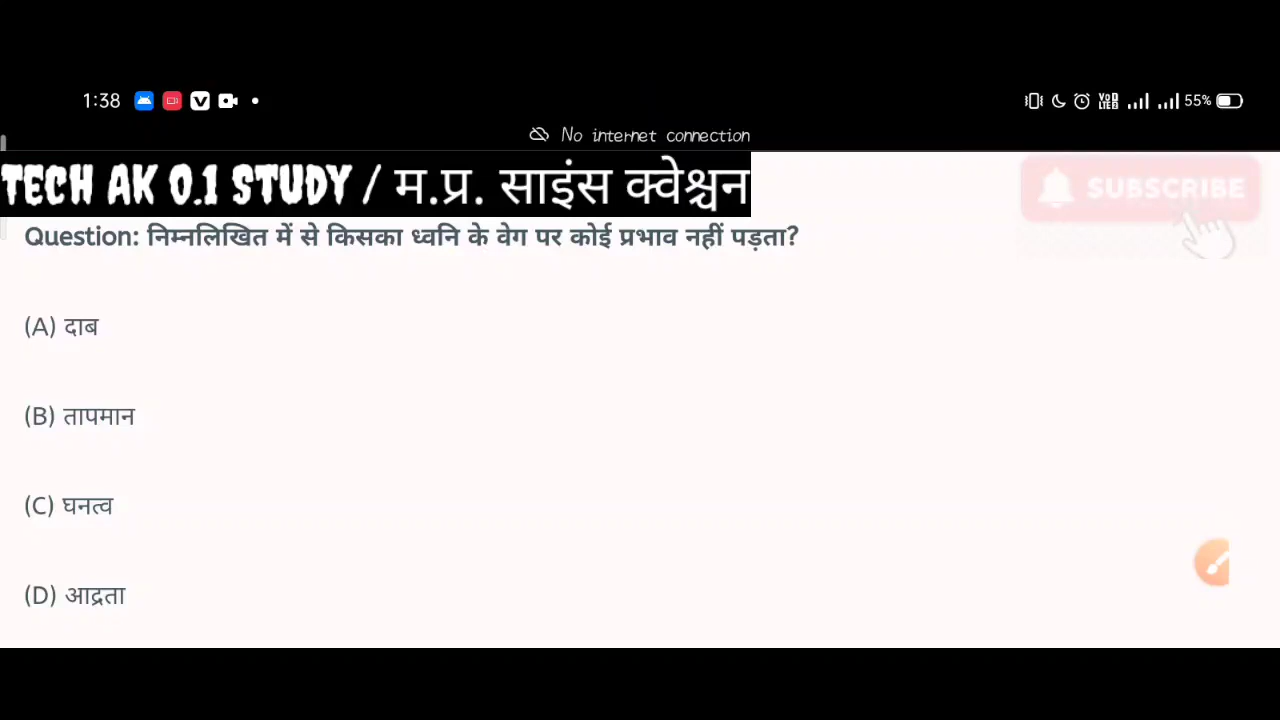 1:38
55%
No internet connection
TECH AK 0.1 STUDY / म.प्र. साइंस क्वेश्चन
SUBSCRIBE
Question: निम्नलिखित में से किसका ध्वनि के वेग पर कोई प्रभाव नहीं पड़ता?
(A) दाब
(B) तापमान
(C) घनत्व
(D) आद्रता